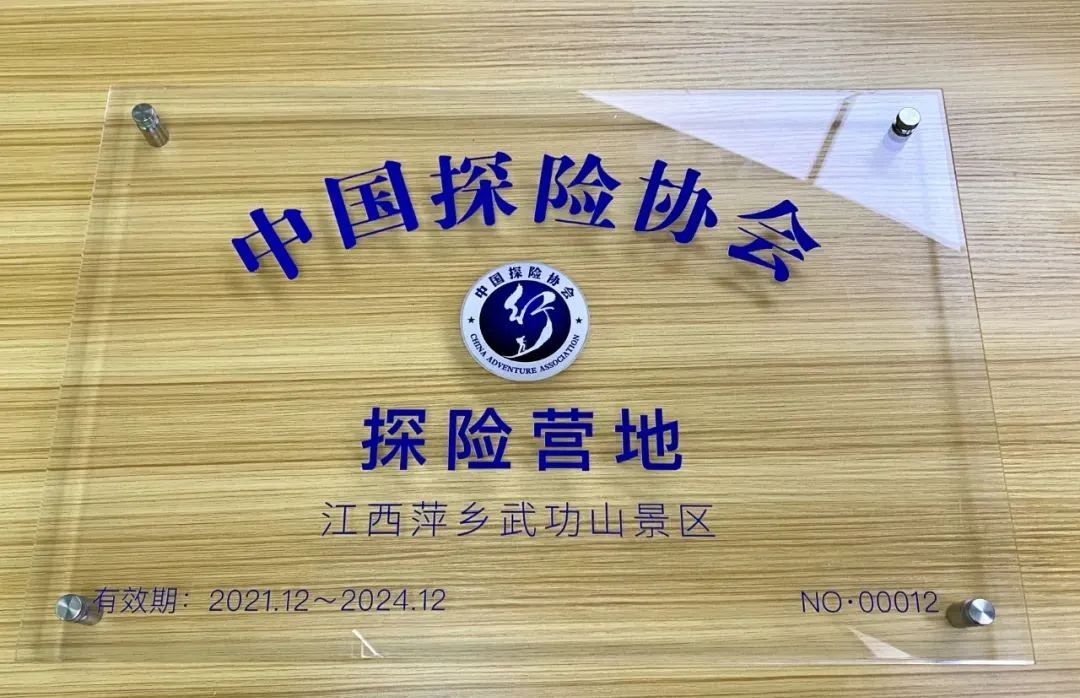 中国探险协会
中国探险协会
CHINA ADVENTURE ASSOCIATION
探险营地
江西萍乡武功山景区
有效期：2021.12～2024.12
NO·00012